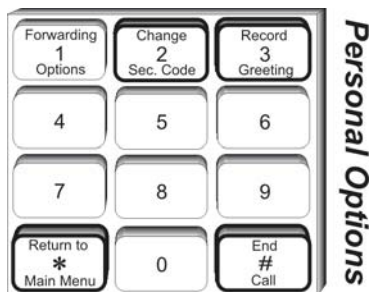 Forwarding
1
Options
Change
2
Sec. Code
Record
3
Greeting
4
5
6
7
8
9
Return to
*
Main Menu
0
End
#
Call
Personal Options